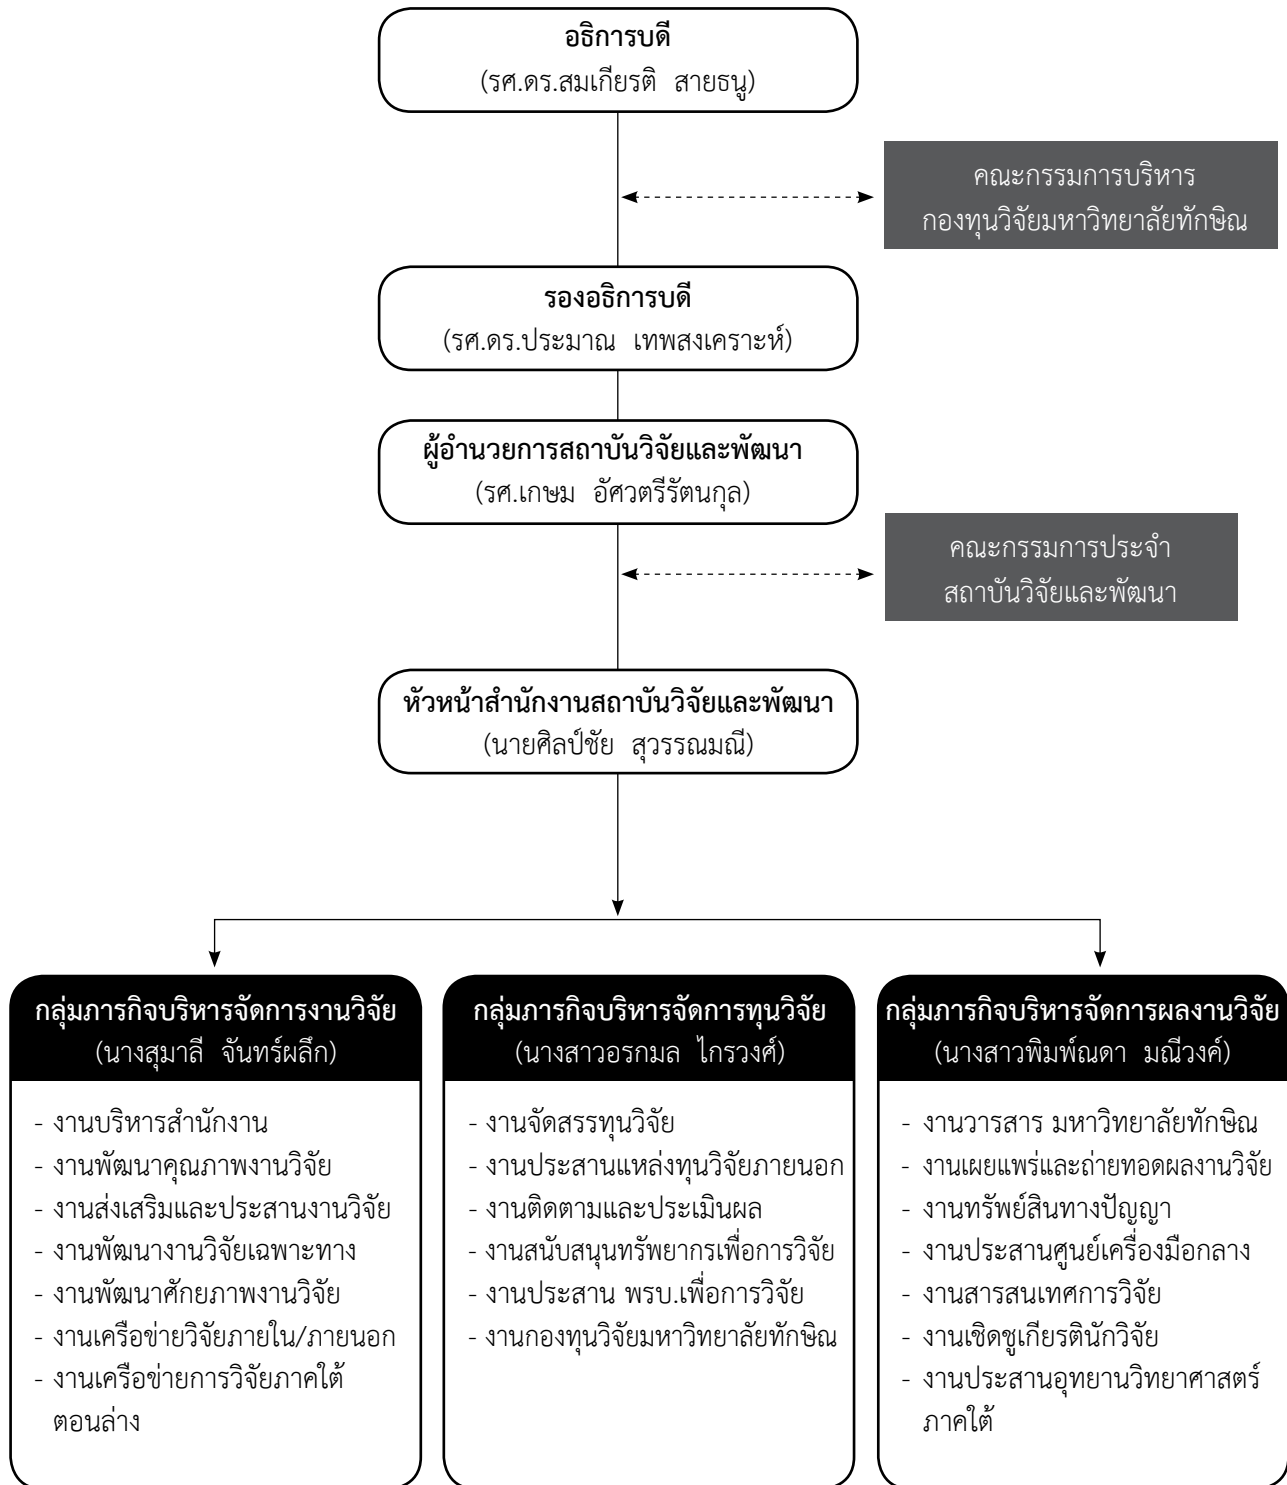 อธิการบดี
(รศ.ดร.สมเกียรติ สายธนู)
คณะกรรมการบริหาร
กองทุนวิจัยมหาวิทยาลัยทักษิณ
รองอธิการบดี
(รศ.ดร.ประมาณ เทพสงเคราะห์)
ผู้อำนวยการสถาบันวิจัยและพัฒนา
(รศ.เกษม อัศวตรีรัตนกุล)
คณะกรรมการประจำ
สถาบันวิจัยและพัฒนา
หัวหน้าสำนักงานสถาบันวิจัยและพัฒนา
(นายศิลป์ชัย สุวรรณมณี)
กลุ่มภารกิจบริหารจัดการงานวิจัย
(นางสุมาลี จันทร์ผลึก)
- งานบริหารสำนักงาน
- งานพัฒนาคุณภาพงานวิจัย
- งานส่งเสริมและประสานงานวิจัย
- งานพัฒนางานวิจัยเฉพาะทาง
- งานพัฒนาศักยภาพงานวิจัย
- งานเครือข่ายวิจัยภายใน/ภายนอก
- งานเครือข่ายการวิจัยภาคใต้
ตอนล่าง
กลุ่มภารกิจบริหารจัดการทุนวิจัย
(นางสาวอรกมล ไกรวงศ์)
- งานจัดสรรทุนวิจัย
- งานประสานแหล่งทุนวิจัยภายนอก
- งานติดตามและประเมินผล
- งานสนับสนุนทรัพยากรเพื่อการวิจัย
- งานประสาน พรบ.เพื่อการวิจัย
- งานกองทุนวิจัยมหาวิทยาลัยทักษิณ
กลุ่มภารกิจบริหารจัดการผลงานวิจัย
(นางสาวพิมพ์ณดา มณีวงค์)
- งานวารสาร มหาวิทยาลัยทักษิณ
- งานเผยแพร่และถ่ายทอดผลงานวิจัย
- งานทรัพย์สินทางปัญญา
- งานประสานศูนย์เครื่องมือกลาง
- งานสารสนเทศการวิจัย
- งานเชิดชูเกียรตินักวิจัย
- งานประสานอุทยานวิทยาศาสตร์
ภาคใต้